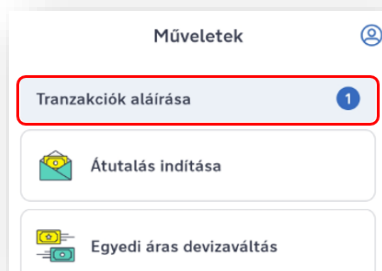 Műveletek
Tranzakciók aláírása 1
Átutalás indítása
Egyedi áras devizaváltás